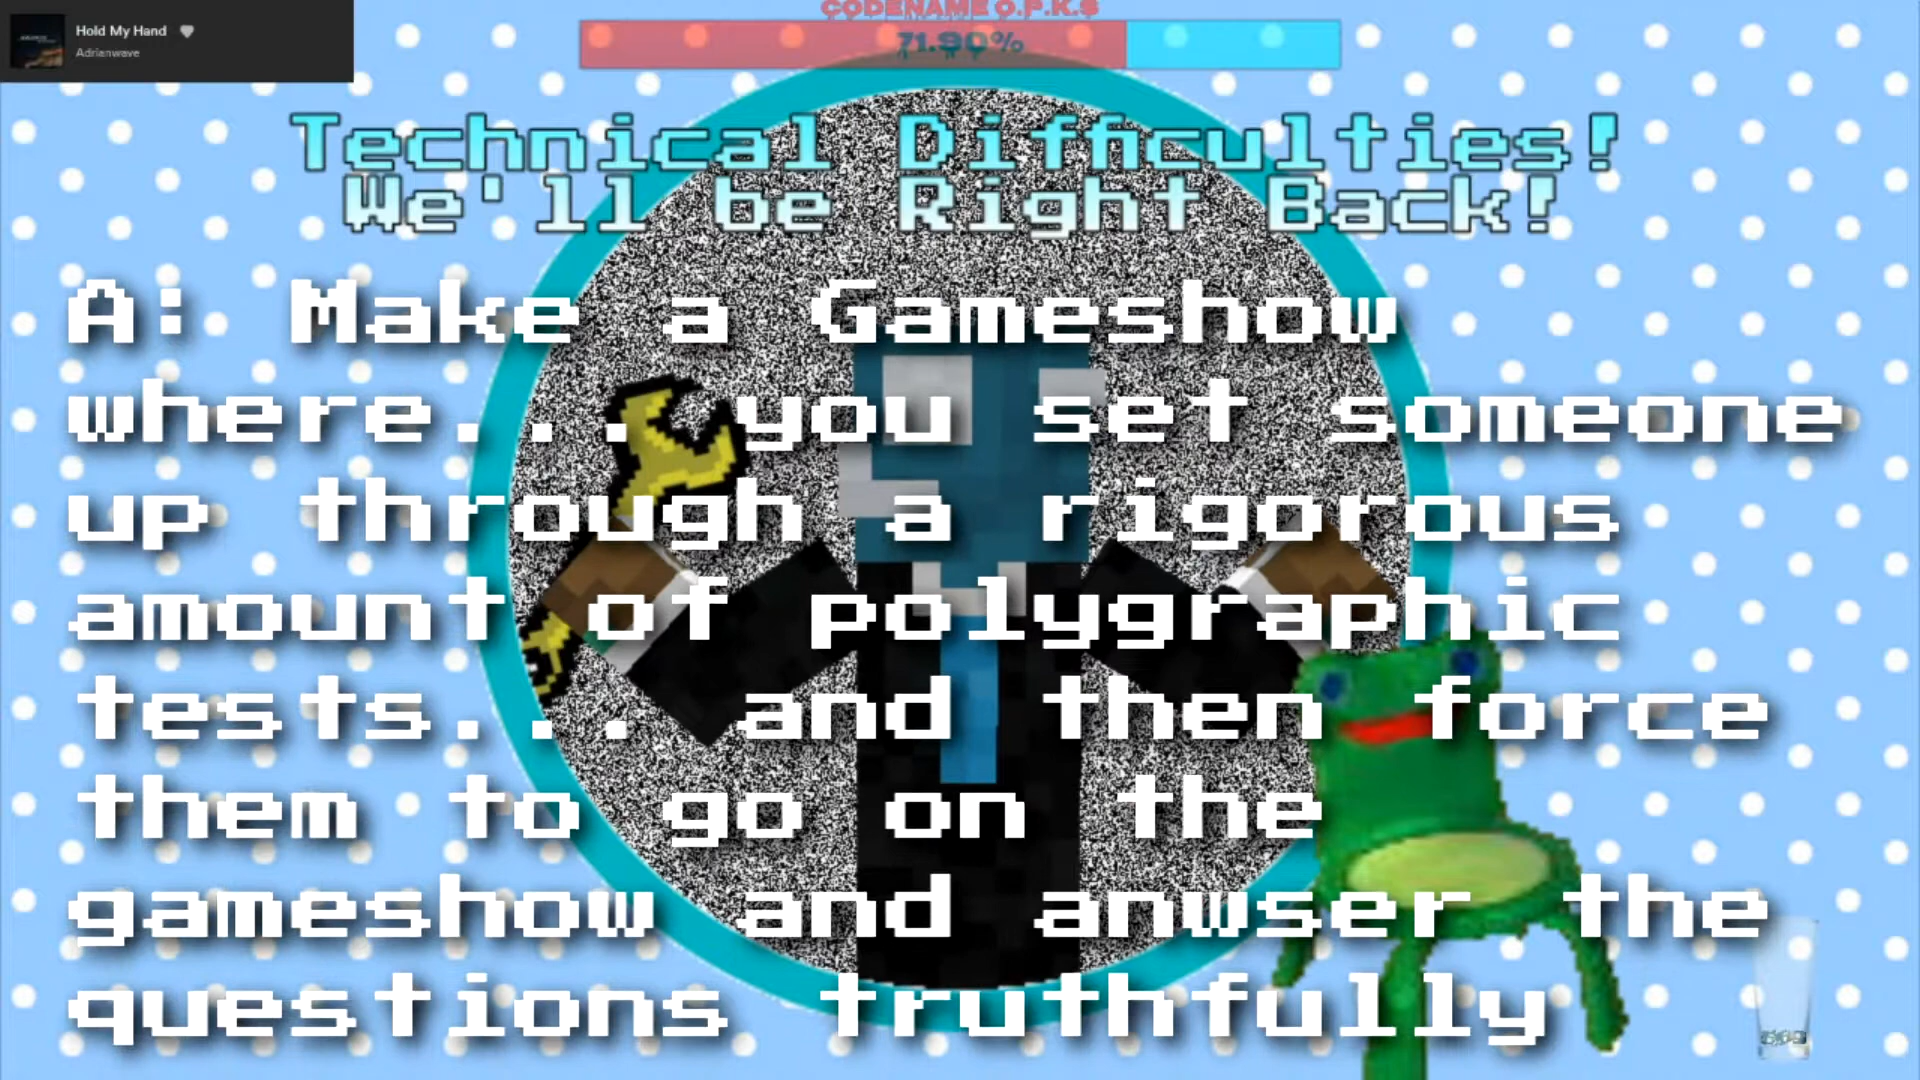 Hold My Hand
Adrianwave
CODENAME O.P.K.S
71.90%
Technical Difficulties!
We'll be Right Back!
A: Make a Gameshow
where... you set someone
up through a rigorous
amount of polygraphic
tests... and then force
them to go on the
gameshow and anwser the
questions truthfully